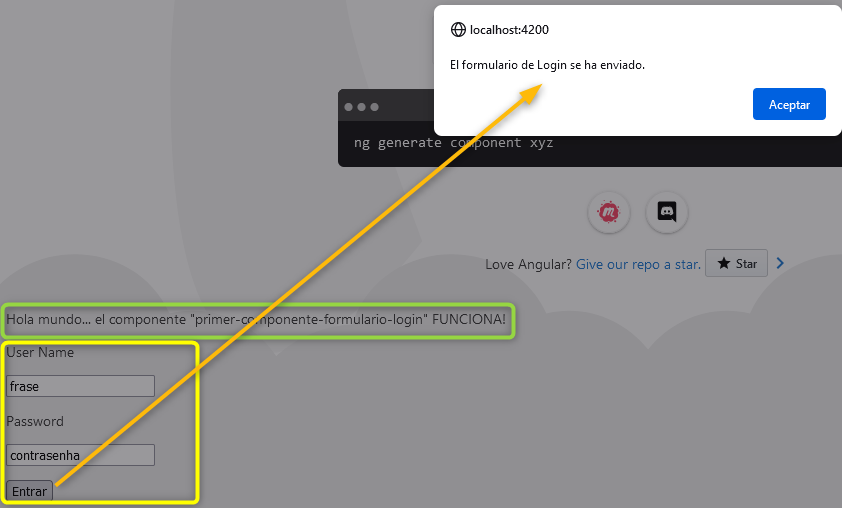 localhost:4200
El formulario de Login se ha enviado.
Aceptar
ng generate component xyz
Love Angular? Give our repo a star. Star
Hola mundo... el componente "primer-componente-formulario-login" FUNCIONA!
User Name
frase
Password
contrasenha
Entrar